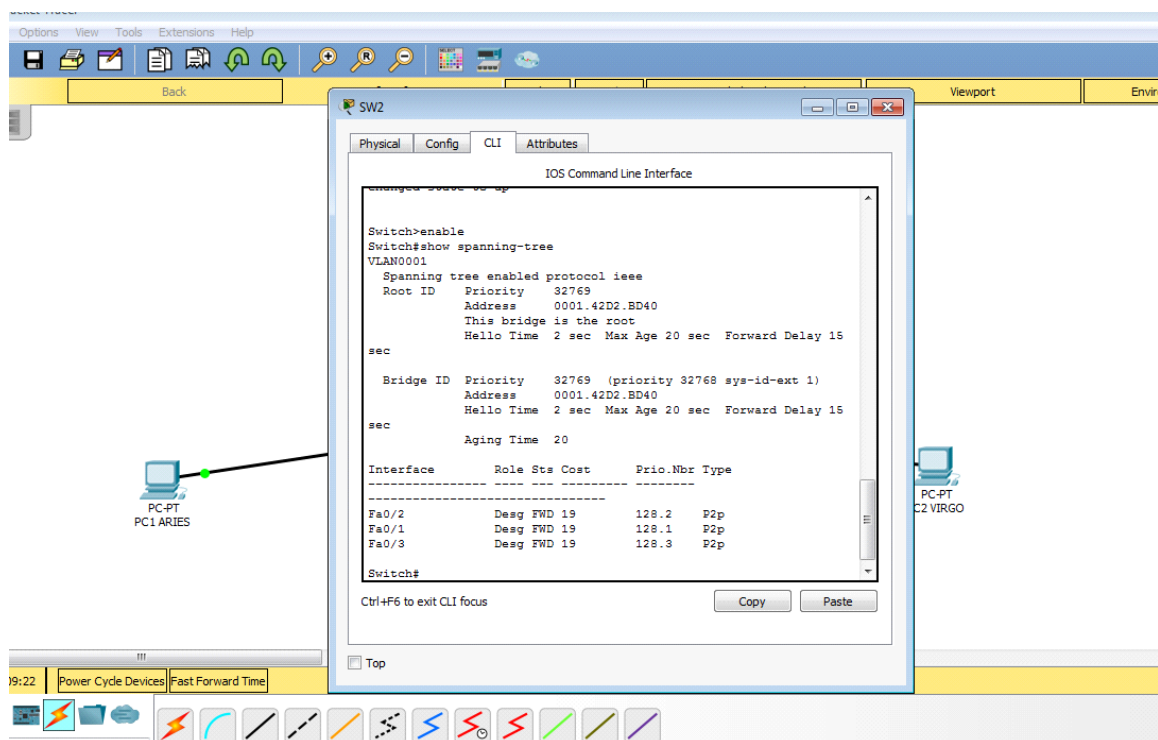 Options View Tools Extensions Help
Back
Viewport
SW2
Physical Config CLI Attributes
IOS Command Line Interface
Switch>enable
Switch#show spanning-tree
VLAN0001
Spanning tree enabled protocol ieee
Root ID Priority 32769
Address 0001.42D2.BD40
This bridge is the root
Hello Time 2 sec Max Age 20 sec Forward Delay 15
sec
Bridge ID Priority 32769 (priority 32768 sys-id-ext 1)
Address 0001.42D2.BD40
Hello Time 2 sec Max Age 20 sec Forward Delay 15
sec
Aging Time 20
Interface Role Sts Cost Prio.Nbr Type
---------------- ---- --- --------- --------
--------------------------------
Fa0/2 Desg FWD 19 128.2 P2p
Fa0/1 Desg FWD 19 128.1 P2p
Fa0/3 Desg FWD 19 128.3 P2p
Switch#
Ctrl+F6 to exit CLI focus
Copy Paste
Top
PC-PT
PC1 ARIES
PC-PT
C2 VIRGO
09:22 Power Cycle Devices Fast Forward Time